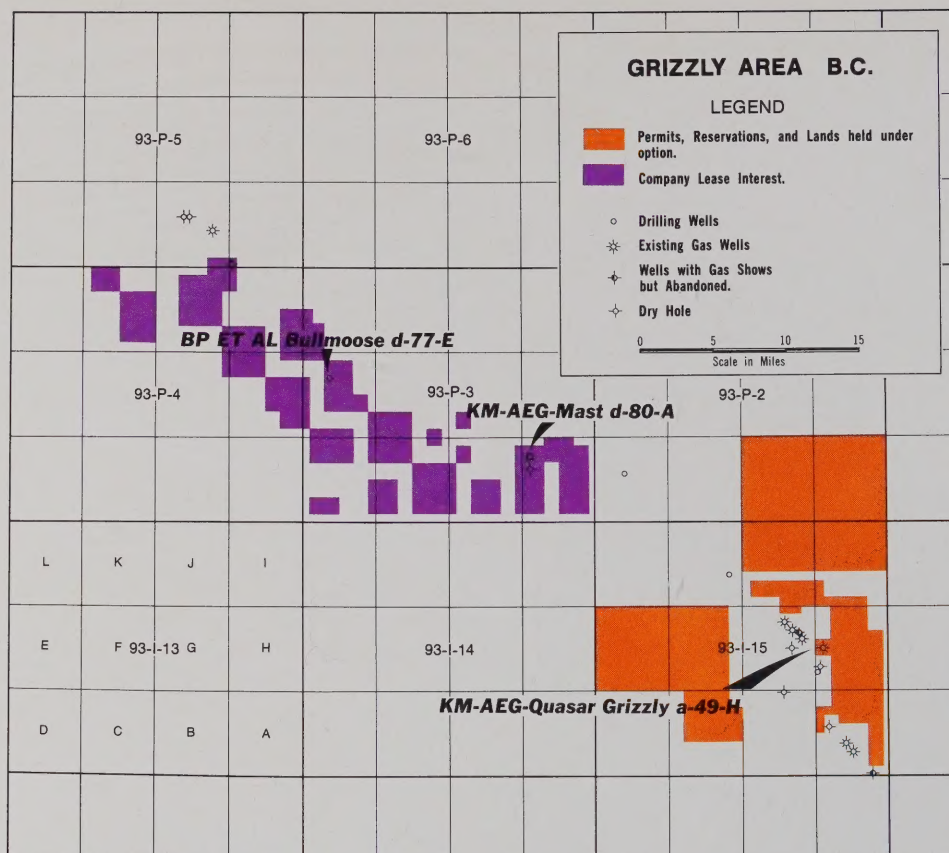 GRIZZLY AREA B.C.
LEGEND
Permits, Reservations, and Lands held under
option.
Company Lease Interest.
Drilling Wells
Existing Gas Wells
Wells with Gas Shows
but Abandoned.
Dry Hole
0 5 10 15
Scale in Miles
93-P-5 93-P-6
BP ET AL Bullmoose d-77-E
93-P-4 93-P-3 93-P-2
KM-AEG-Mast d-80-A
L K J I
E F 93-I-13 G H 93-I-14 93-I-15
KM-AEG-Quasar Grizzly a-49-H
D C B A